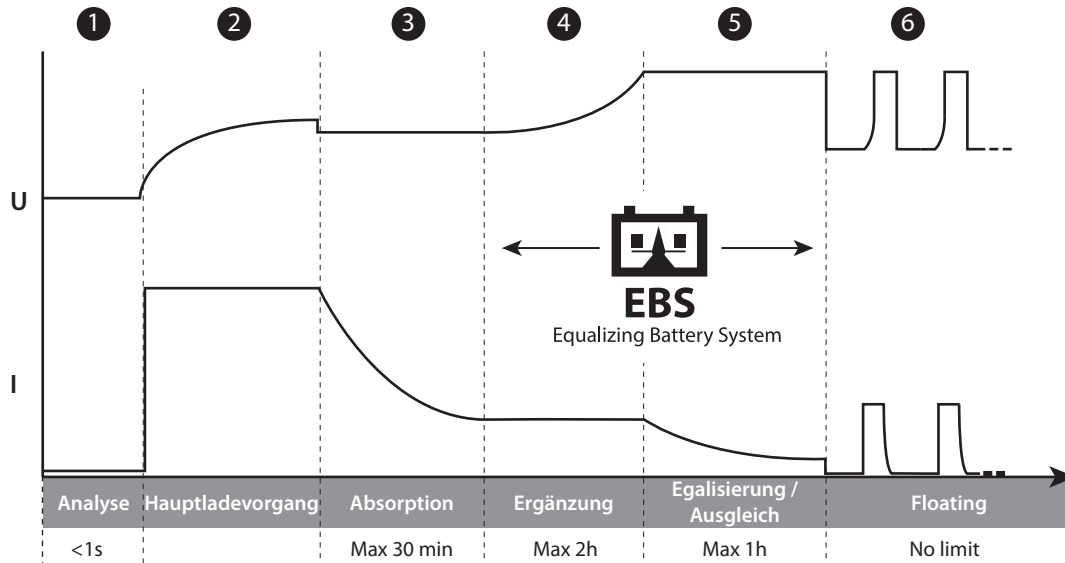 1 2 3 4 5 6
U
EBS
Equalizing Battery System
I
Analyse Hauptladevorgang Absorption Ergänzung Egalisierung / Ausgleich Floating
<1s Max 30 min Max 2h Max 1h No limit